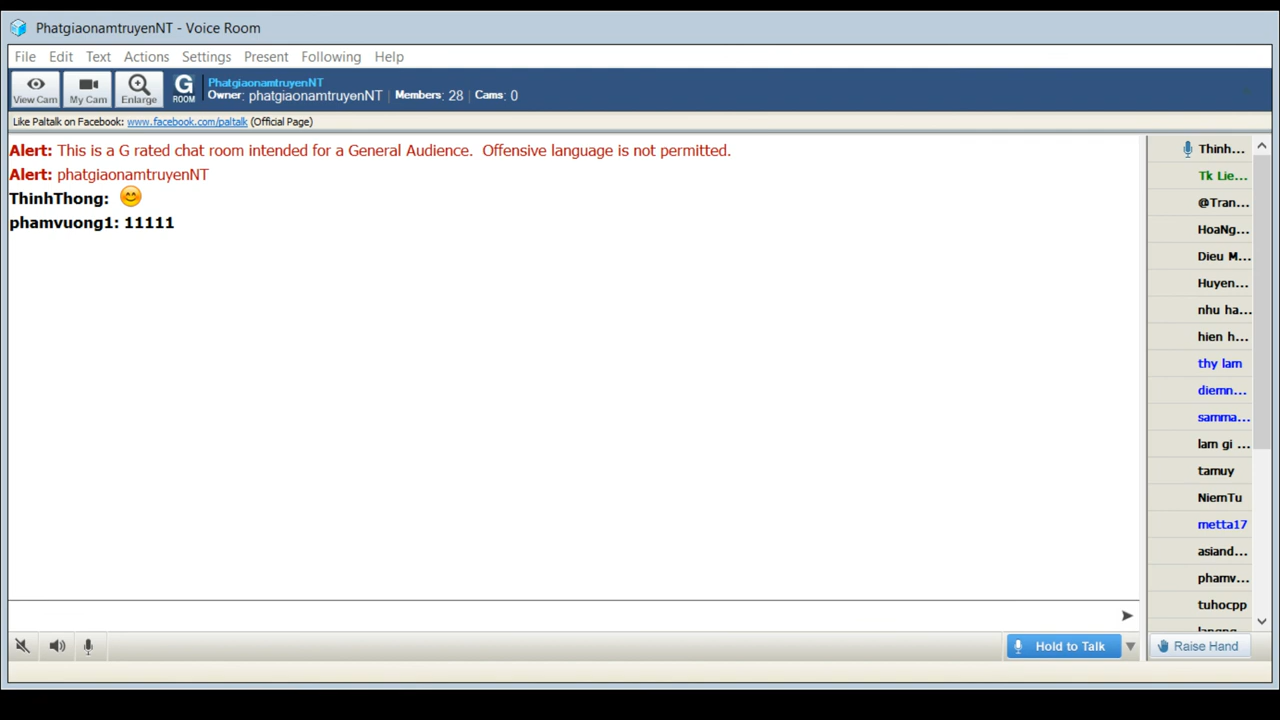 PhatgiaonamtruyenNT - Voice Room
File Edit Text Actions Settings Present Following Help
View Cam My Cam Enlarge G ROOM
PhatgiaonamtruyenNT
Owner: phatgiaonamtruyenNT | Members: 28 | Cams: 0
Like Paltalk on Facebook: www.facebook.com/paltalk (Official Page)
Alert: This is a G rated chat room intended for a General Audience. Offensive language is not permitted.
Alert: phatgiaonamtruyenNT
ThinhThong:
phamvuong1: 11111
Thinh...
Tk Lie...
@Tran...
HoaNg...
Dieu M...
Huyen...
nhu ha...
hien h...
thy lam
diemn...
samma...
lam gi ...
tamuy
NiemTu
metta17
asiand...
phamv...
tuhocpp
Hold to Talk
Raise Hand